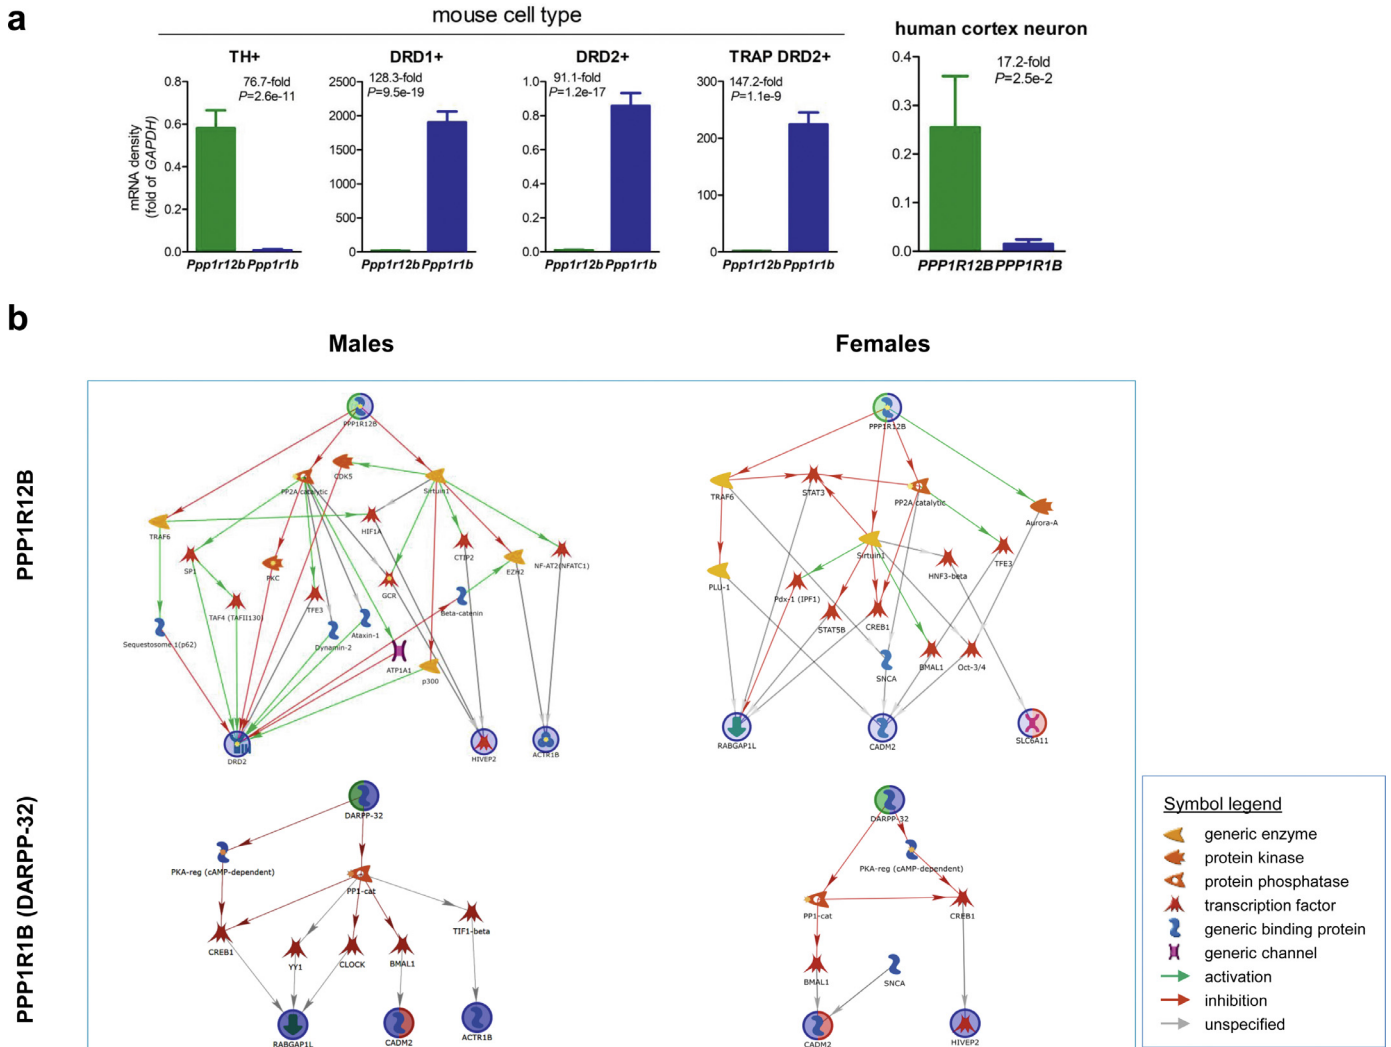 a
mouse cell type
human cortex neuron
TH+
DRD1+
DRD2+
TRAP DRD2+
76.7-fold
P=2.6e-11
128.3-fold
P=9.5e-19
91.1-fold
P=1.2e-17
147.2-fold
P=1.1e-9
17.2-fold
P=2.5e-2
mRNA density
(fold of GAPDH)
0.8
0.6
0.4
0.2
0.0
2500
2000
1500
1000
500
0
1.0
0.8
0.6
0.4
0.2
0.0
300
200
100
0
0.4
0.3
0.2
0.1
0.0
Ppp1r12b Ppp1r1b
Ppp1r12b Ppp1r1b
Ppp1r12b Ppp1r1b
Ppp1r12b Ppp1r1b
PPP1R12B PPP1R1B
b
Males
Females
PPP1R12B
PPP1R12B
PP2A catalytic
CDK5
Sirtuin1
TRAF6
HIF1A
SP1
PKC
CTIP2
EZH2
NF-AT2(NFATC1)
TAF4 (TAFII130)
TFE3
GCR
Beta-catenin
Sequestosome 1(p62)
Dynamin-2
Ataxin-1
ATP1A1
p300
DRD2
HIVEP2
ACTR1B
PPP1R12B
TRAF6
STAT3
PP2A catalytic
Aurora-A
Sirtuin1
TFE3
PLU-1
HNF3-beta
Pdx-1 (IPF1)
STAT5B
CREB1
SNCA
BMAL1
Oct-3/4
RABGAP1L
CADM2
SLC6A11
PPP1R1B (DARPP-32)
DARPP-32
PKA-reg (cAMP-dependent)
PP1-cat
CREB1
YY1
CLOCK
BMAL1
TIF1-beta
RABGAP1L
CADM2
ACTR1B
DARPP-32
PKA-reg (cAMP-dependent)
PP1-cat
CREB1
BMAL1
SNCA
CADM2
HIVEP2
Symbol legend
generic enzyme
protein kinase
protein phosphatase
transcription factor
generic binding protein
generic channel
activation
inhibition
unspecified